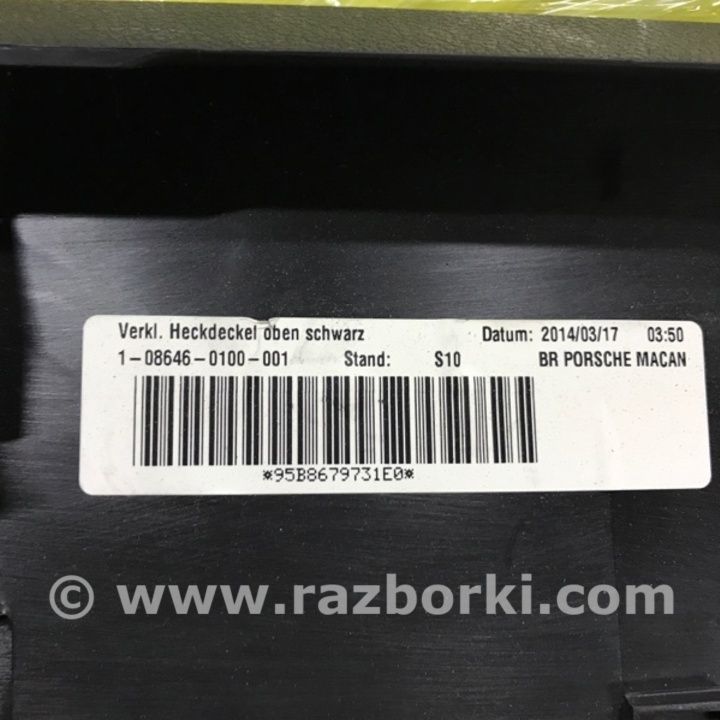 Verkl. Heckdeckel oben schwarz Datum: 2014/03/17 03:50
1-08646-0100-001 Stand: S10 BR PORSCHE MACAN
*95B8679731E0*
© www.razborki.com